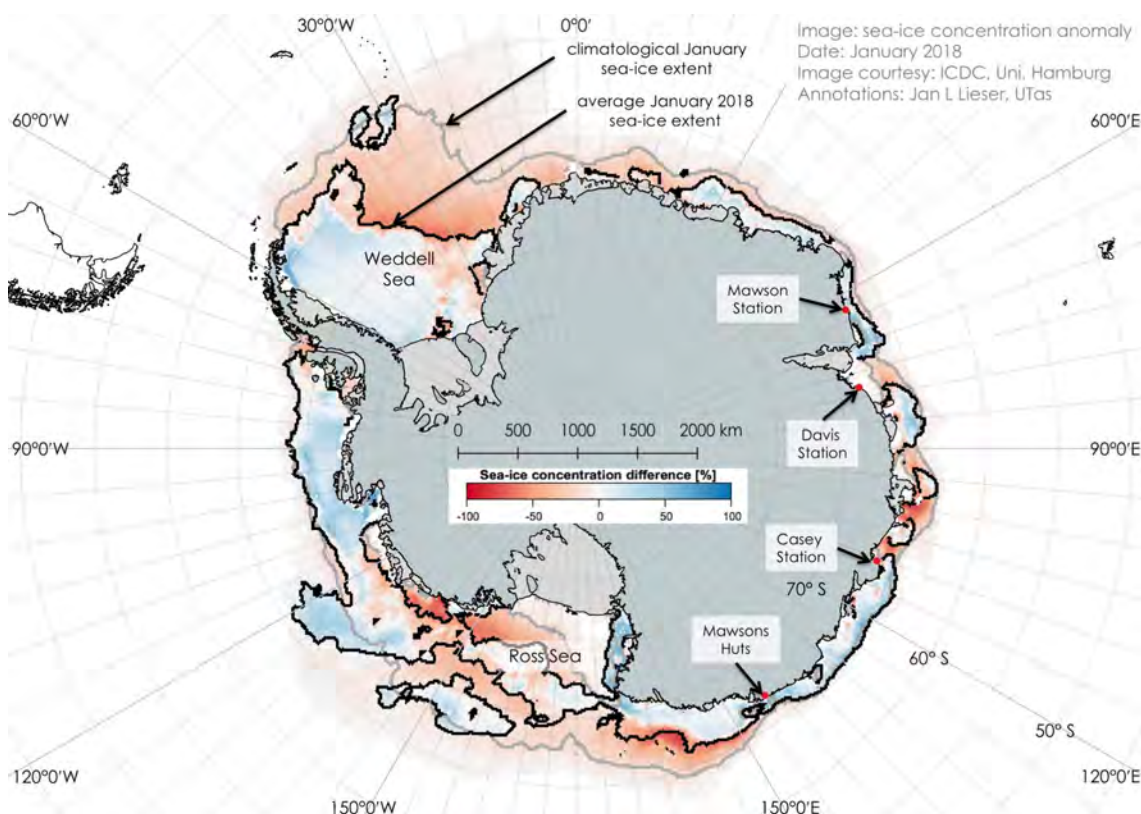 30°0'W
0°0'
Image: sea-ice concentration anomaly
Date: January 2018
Image courtesy: ICDC, Uni. Hamburg
Annotations: Jan L Lieser, UTas
climatological January
sea-ice extent
average January 2018
sea-ice extent
60°0'W
60°0'E
Weddell
Sea
Mawson
Station
Davis
Station
90°0'W
90°0'E
0 500 1000 1500 2000 km
Sea-ice concentration difference [%]
-100 -50 0 50 100
Casey
Station
70° S
Mawsons
Huts
Ross Sea
60° S
50° S
120°0'W
120°0'E
150°0'W
150°0'E